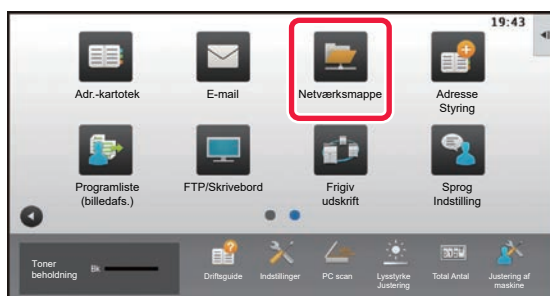 19:43
Adr.-kartotek
E-mail
Netværksmappe
Adresse
Styring
Programliste
(billedafs.)
FTP/Skrivebord
Frigiv
udskrift
Sprog
Indstilling
Toner
beholdning
Bk
Driftsguide
Indstillinger
PC scan
Lysstyrke
Justering
Total Antal
Justering af
maskine